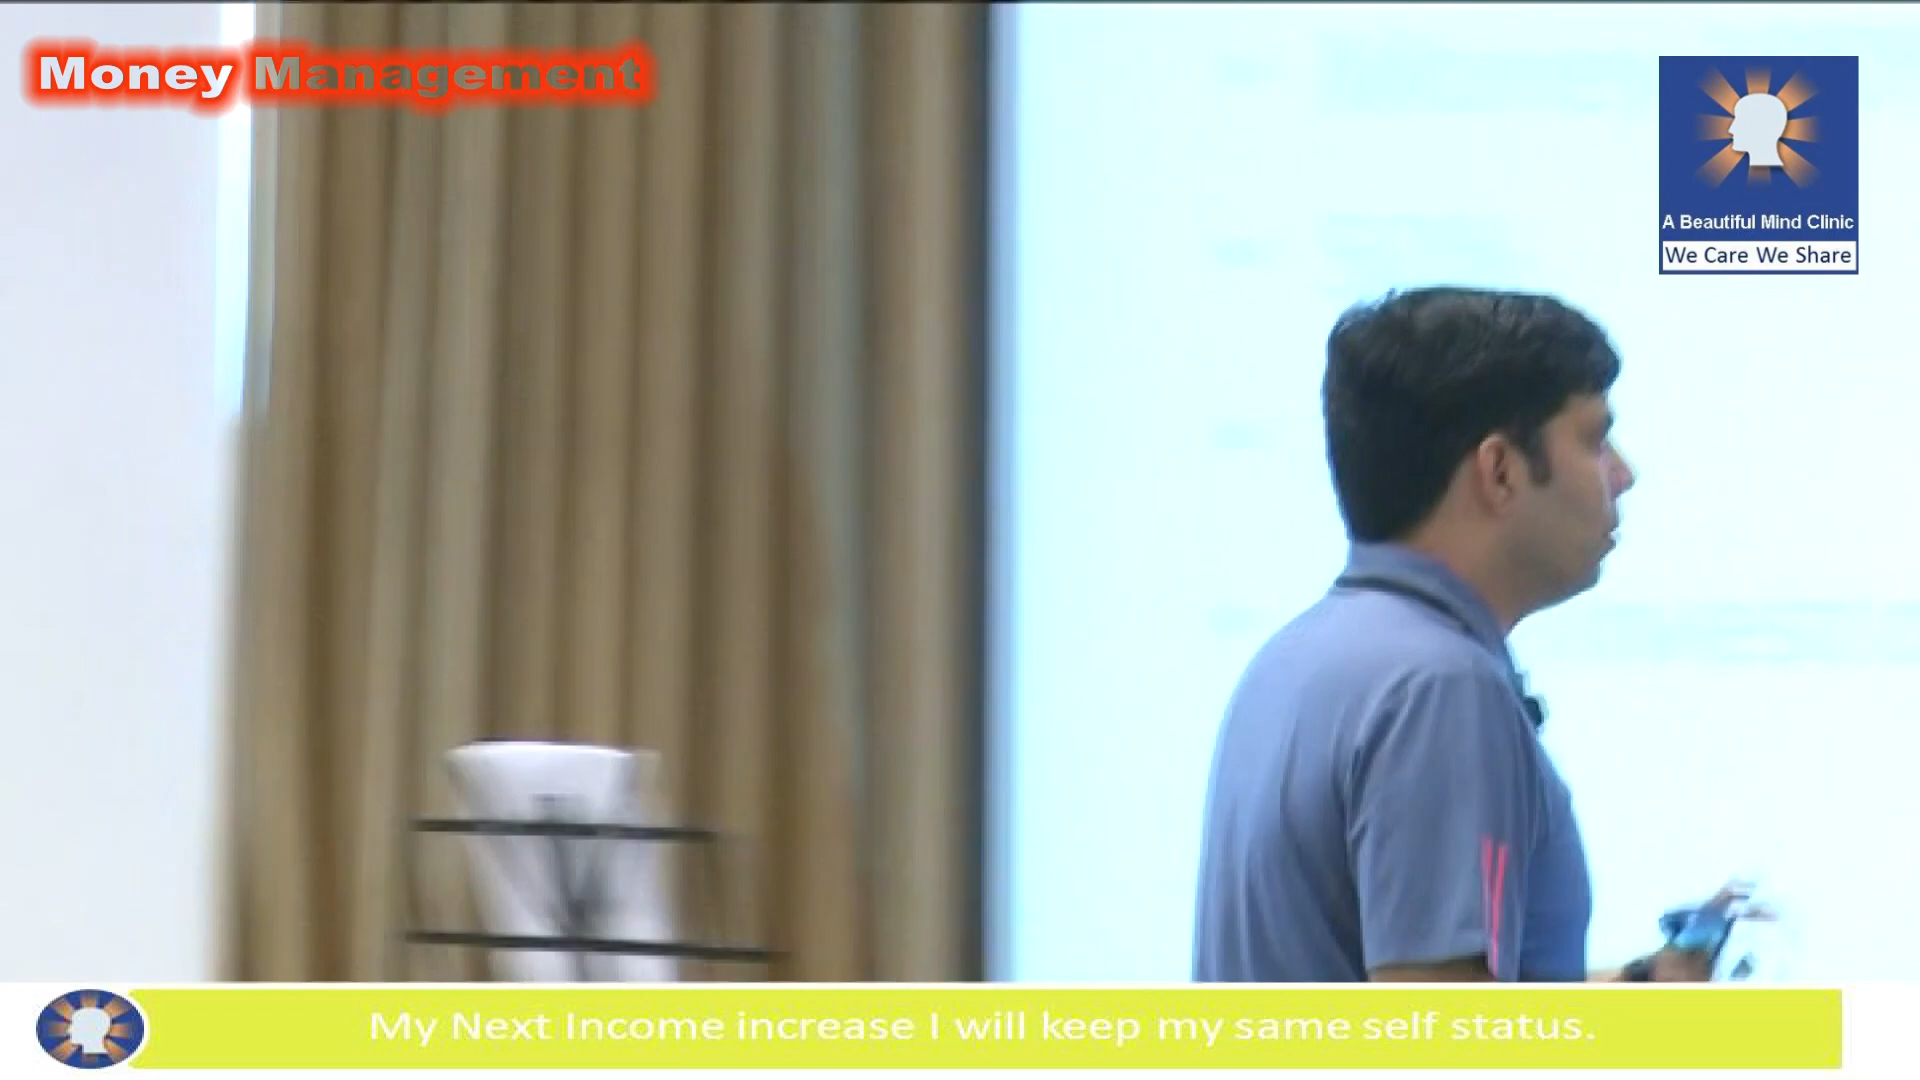 Money Management
A Beautiful Mind Clinic
We Care We Share
My Next Income increase I will keep my same self status.